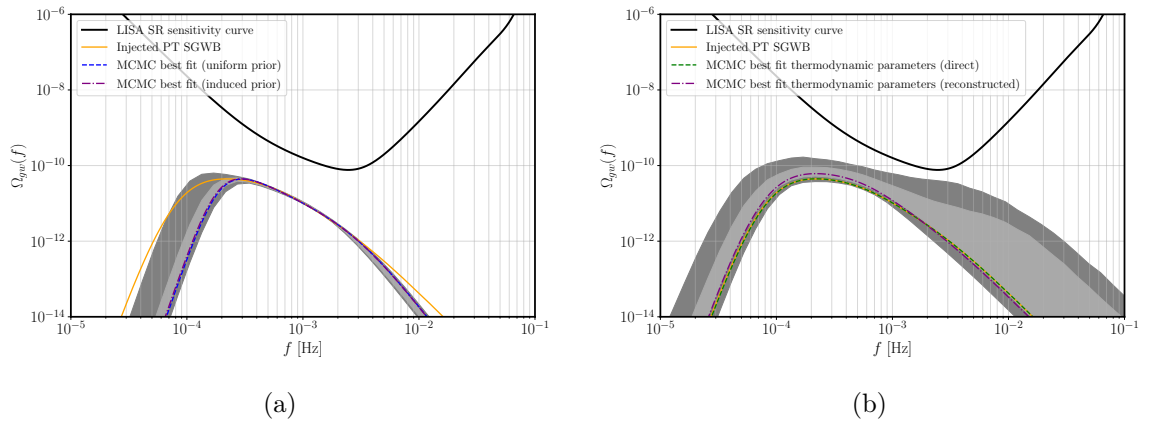 10⁻⁶
10⁻⁸
10⁻¹⁰
10⁻¹²
10⁻¹⁴
Ω_gw(f)
LISA SR sensitivity curve
Injected PT SGWB
MCMC best fit (uniform prior)
MCMC best fit (induced prior)
10⁻⁵ 10⁻⁴ 10⁻³ 10⁻² 10⁻¹
f [Hz]
(a)
10⁻⁶
10⁻⁸
10⁻¹⁰
10⁻¹²
10⁻¹⁴
Ω_gw(f)
LISA SR sensitivity curve
Injected PT SGWB
MCMC best fit thermodynamic parameters (direct)
MCMC best fit thermodynamic parameters (reconstructed)
10⁻⁵ 10⁻⁴ 10⁻³ 10⁻² 10⁻¹
f [Hz]
(b)